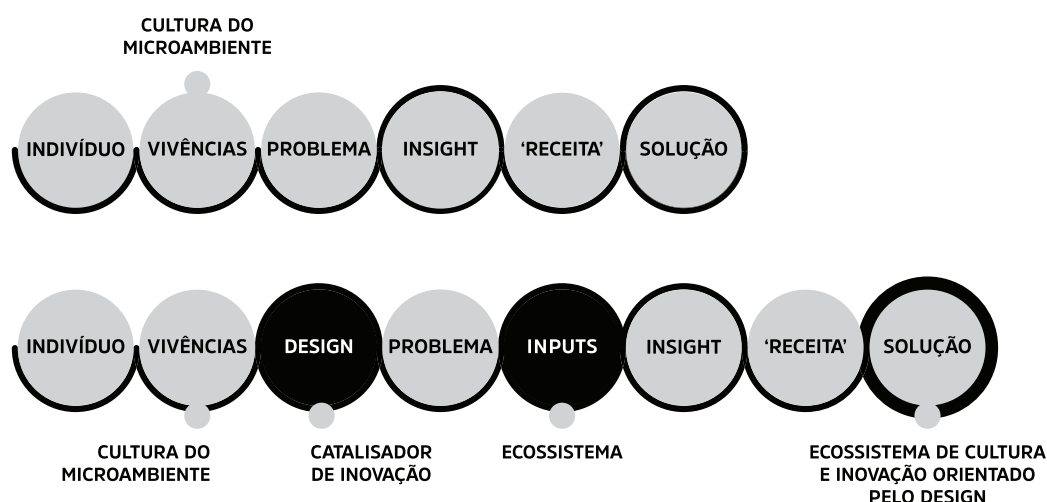 CULTURA DO
MICROAMBIENTE
INDIVÍDUO VIVÊNCIAS PROBLEMA INSIGHT ‘RECEITA’ SOLUÇÃO
INDIVÍDUO VIVÊNCIAS DESIGN PROBLEMA INPUTS INSIGHT ‘RECEITA’ SOLUÇÃO
CULTURA DO
MICROAMBIENTE
CATALISADOR
DE INOVAÇÃO
ECOSSISTEMA
ECOSSISTEMA DE CULTURA
E INOVAÇÃO ORIENTADO
PELO DESIGN